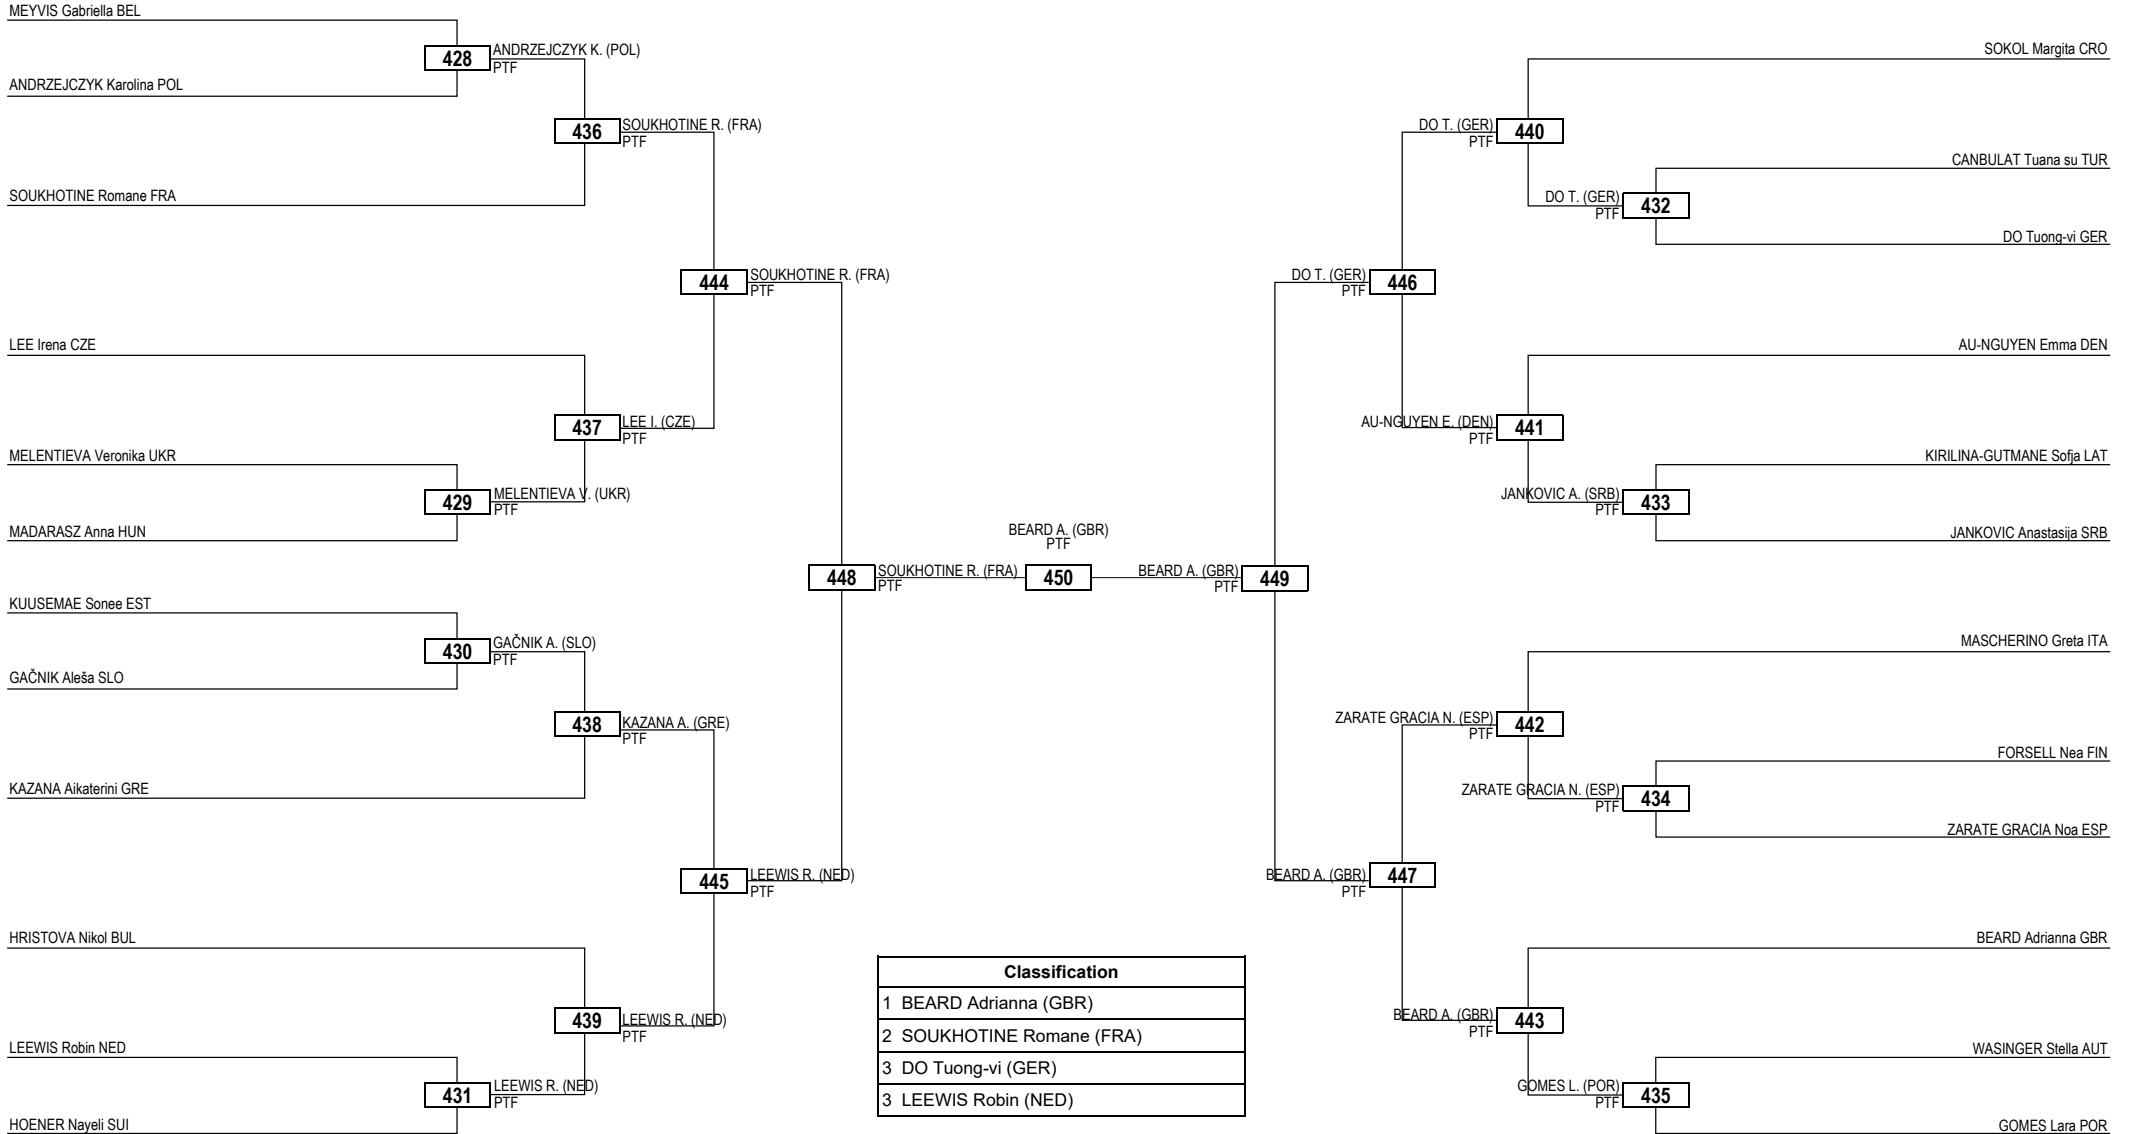 MEYVIS Gabriella BEL
428
ANDRZEJCZYK K. (POL)
PTF
ANDRZEJCZYK Karolina POL
436
SOUKHOTINE R. (FRA)
PTF
SOUKHOTINE Romane FRA
444
SOUKHOTINE R. (FRA)
PTF
LEE Irena CZE
437
LEE I. (CZE)
PTF
MELENTIEVA Veronika UKR
429
MELENTIEVA V. (UKR)
PTF
MADARASZ Anna HUN
448
SOUKHOTINE R. (FRA)
PTF
KUUSEMAE Sonee EST
430
GAČNIK A. (SLO)
PTF
GAČNIK Aleša SLO
438
KAZANA A. (GRE)
PTF
KAZANA Aikaterini GRE
445
LEEWIS R. (NED)
PTF
HRISTOVA Nikol BUL
439
LEEWIS R. (NED)
PTF
LEEWIS Robin NED
431
LEEWIS R. (NED)
PTF
HOENER Nayeli SUI
BEARD A. (GBR)
PTF
450
SOKOL Margita CRO
DO T. (GER)
PTF
440
CANBULAT Tuana su TUR
DO T. (GER)
PTF
432
DO Tuong-vi GER
DO T. (GER)
PTF
446
AU-NGUYEN Emma DEN
AU-NGUYEN E. (DEN)
PTF
441
KIRILINA-GUTMANE Sofja LAT
JANKOVIC A. (SRB)
PTF
433
JANKOVIC Anastasija SRB
BEARD A. (GBR)
PTF
449
MASCHERINO Greta ITA
ZARATE GRACIA N. (ESP)
PTF
442
FORSELL Nea FIN
ZARATE GRACIA N. (ESP)
PTF
434
ZARATE GRACIA Noa ESP
BEARD A. (GBR)
PTF
447
BEARD Adrianna GBR
BEARD A. (GBR)
PTF
443
WASINGER Stella AUT
GOMES L. (POR)
PTF
435
GOMES Lara POR
Classification
1 BEARD Adrianna (GBR)
2 SOUKHOTINE Romane (FRA)
3 DO Tuong-vi (GER)
3 LEEWIS Robin (NED)